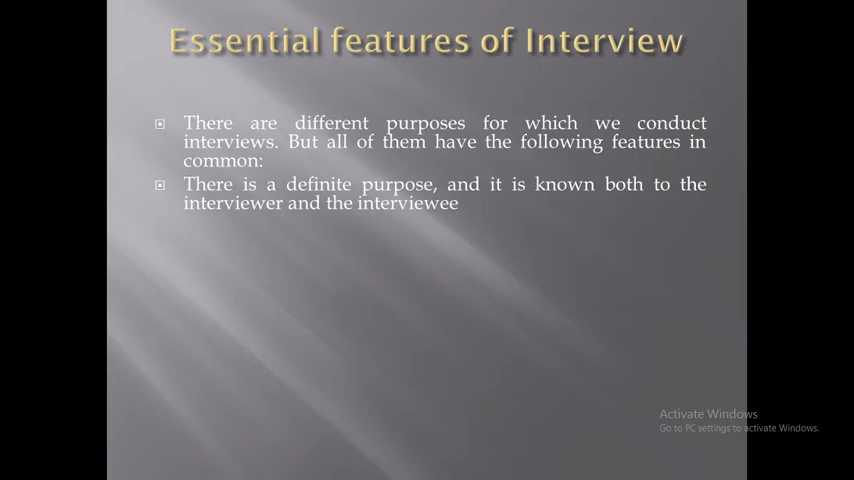 Essential features of Interview
There are different purposes for which we conduct
interviews. But all of them have the following features in
common:
There is a definite purpose, and it is known both to the
interviewer and the interviewee
Activate Windows
Go to PC settings to activate Windows.